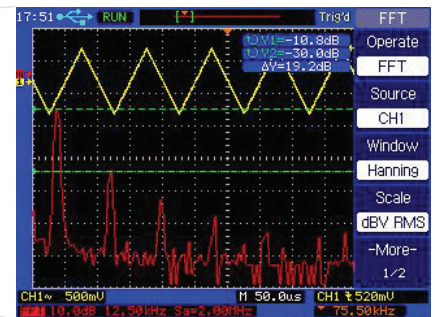 17:51 RUN Trig'd FFT
V1=-10.8dB
V2=-30.0dB
ΔV=19.2dB
Operate
FFT
Source
CH1
Window
Hanning
Scale
dBV RMS
-More-
1/2
CH1~ 500mV M 50.0us CH1 520mV
FFT 10.0dB 12.50kHz Sa=2.00MHz 75.50kHz